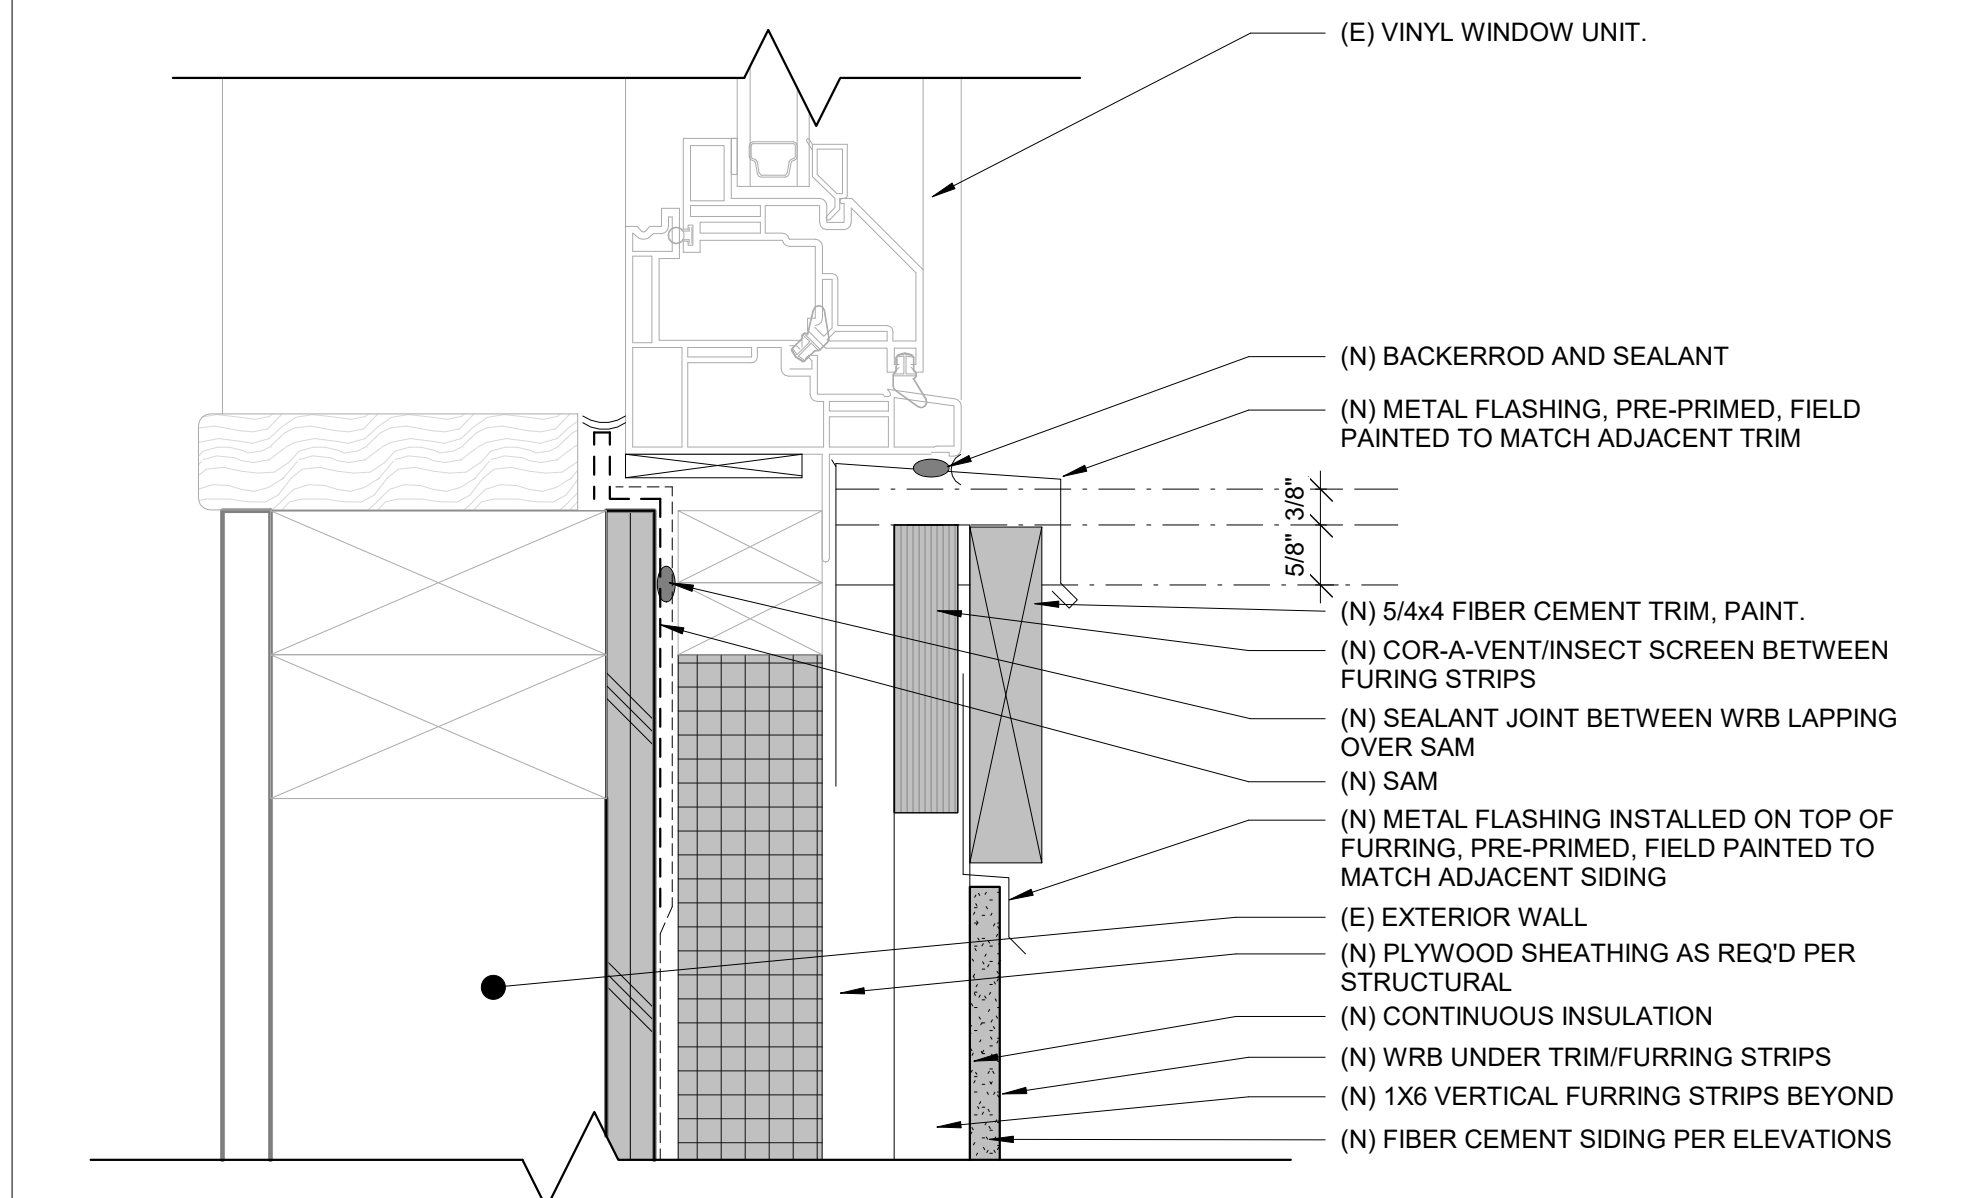 (E) VINYL WINDOW UNIT.
(N) BACKERROD AND SEALANT
(N) METAL FLASHING, PRE-PRIMED, FIELD
PAINTED TO MATCH ADJACENT TRIM
3/8"
5/8"
(N) 5/4x4 FIBER CEMENT TRIM, PAINT.
(N) COR-A-VENT/INSECT SCREEN BETWEEN
FURING STRIPS
(N) SEALANT JOINT BETWEEN WRB LAPPING
OVER SAM
(N) SAM
(N) METAL FLASHING INSTALLED ON TOP OF
FURRING, PRE-PRIMED, FIELD PAINTED TO
MATCH ADJACENT SIDING
(E) EXTERIOR WALL
(N) PLYWOOD SHEATHING AS REQ'D PER
STRUCTURAL
(N) CONTINUOUS INSULATION
(N) WRB UNDER TRIM/FURRING STRIPS
(N) 1X6 VERTICAL FURRING STRIPS BEYOND
(N) FIBER CEMENT SIDING PER ELEVATIONS